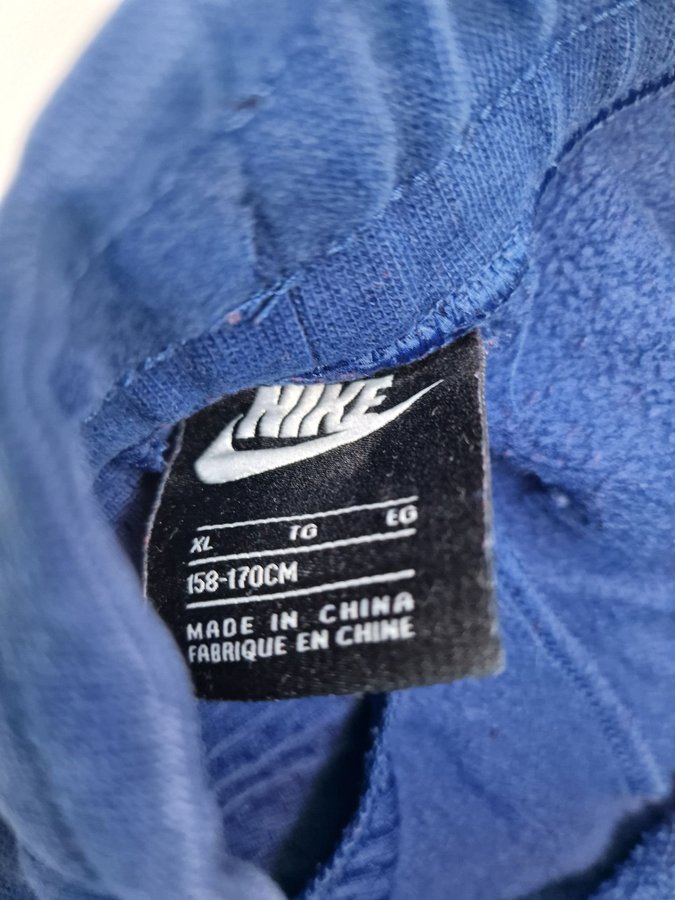 NIKE
XL TG EG
158-170CM
MADE IN CHINA
FABRIQUE EN CHINE